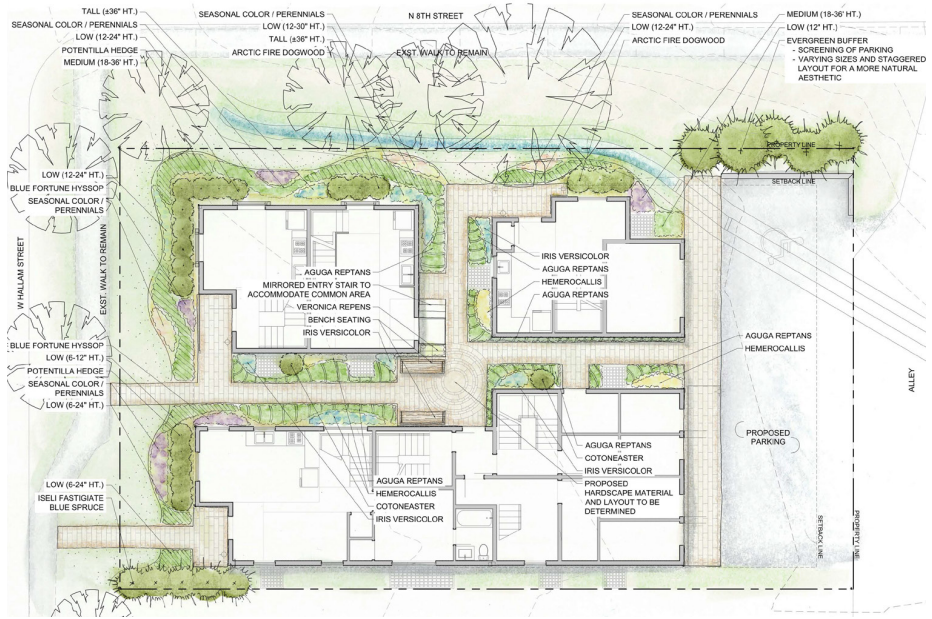 TALL (±36" HT.)
SEASONAL COLOR / PERENNIALS
LOW (12-24" HT.)
POTENTILLA HEDGE
MEDIUM (18-36' HT.)
SEASONAL COLOR / PERENNIALS
LOW (12-30" HT.)
TALL (±36" HT.)
ARCTIC FIRE DOGWOOD
N 8TH STREET
EXST. WALK TO REMAIN
SEASONAL COLOR / PERENNIALS
LOW (12-24" HT.)
ARCTIC FIRE DOGWOOD
MEDIUM (18-36' HT.)
LOW (12" HT.)
EVERGREEN BUFFER
- SCREENING OF PARKING
- VARYING SIZES AND STAGGERED
LAYOUT FOR A MORE NATURAL
AESTHETIC
PROPERTY LINE
SETBACK LINE
LOW (12-24" HT.)
BLUE FORTUNE HYSSOP
SEASONAL COLOR /
PERENNIALS
W HALLAM STREET
EXST. WALK TO REMAIN
AGUGA REPTANS
MIRRORED ENTRY STAIR TO
ACCOMMODATE COMMON AREA
VERONICA REPENS
BENCH SEATING
IRIS VERSICOLOR
IRIS VERSICOLOR
AGUGA REPTANS
HEMEROCALLIS
AGUGA REPTANS
BLUE FORTUNE HYSSOP
LOW (6-12" HT.)
POTENTILLA HEDGE
SEASONAL COLOR /
PERENNIALS
LOW (6-24" HT.)
AGUGA REPTANS
HEMEROCALLIS
ALLEY
PROPOSED
PARKING
LOW (6-24" HT.)
ISELI FASTIGIATE
BLUE SPRUCE
AGUGA REPTANS
HEMEROCALLIS
COTONEASTER
IRIS VERSICOLOR
AGUGA REPTANS
COTONEASTER
IRIS VERSICOLOR
PROPOSED
HARDSCAPE MATERIAL
AND LAYOUT TO BE
DETERMINED
SETBACK LINE
PROPERTY LINE